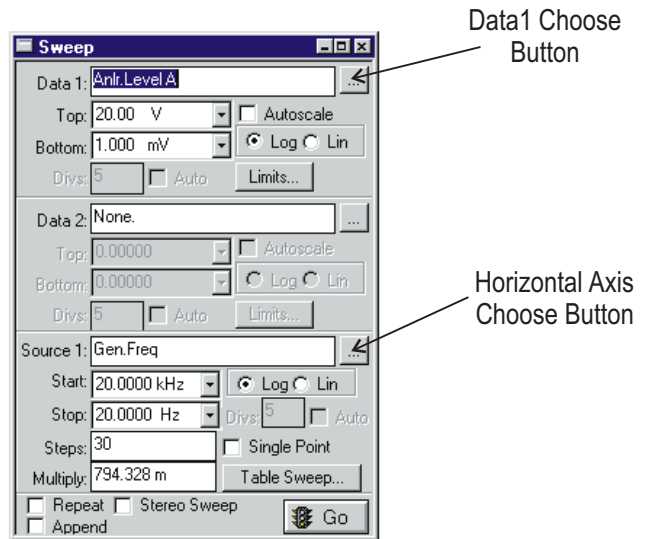 Data1 Choose
Button
Sweep
Data 1: Anlr.Level A ...
Top: 20.00 V Autoscale
Bottom: 1.000 mV Log Lin
Divs: 5 Auto Limits...
Data 2: None. ...
Top: 0.00000 Autoscale
Bottom: 0.00000 Log Lin
Divs: 5 Auto Limits...
Horizontal Axis
Choose Button
Source 1: Gen.Freq ...
Start: 20.0000 kHz Log Lin
Stop: 20.0000 Hz Divs: 5 Auto
Steps: 30 Single Point
Multiply: 794.328 m Table Sweep...
Repeat Stereo Sweep
Append Go